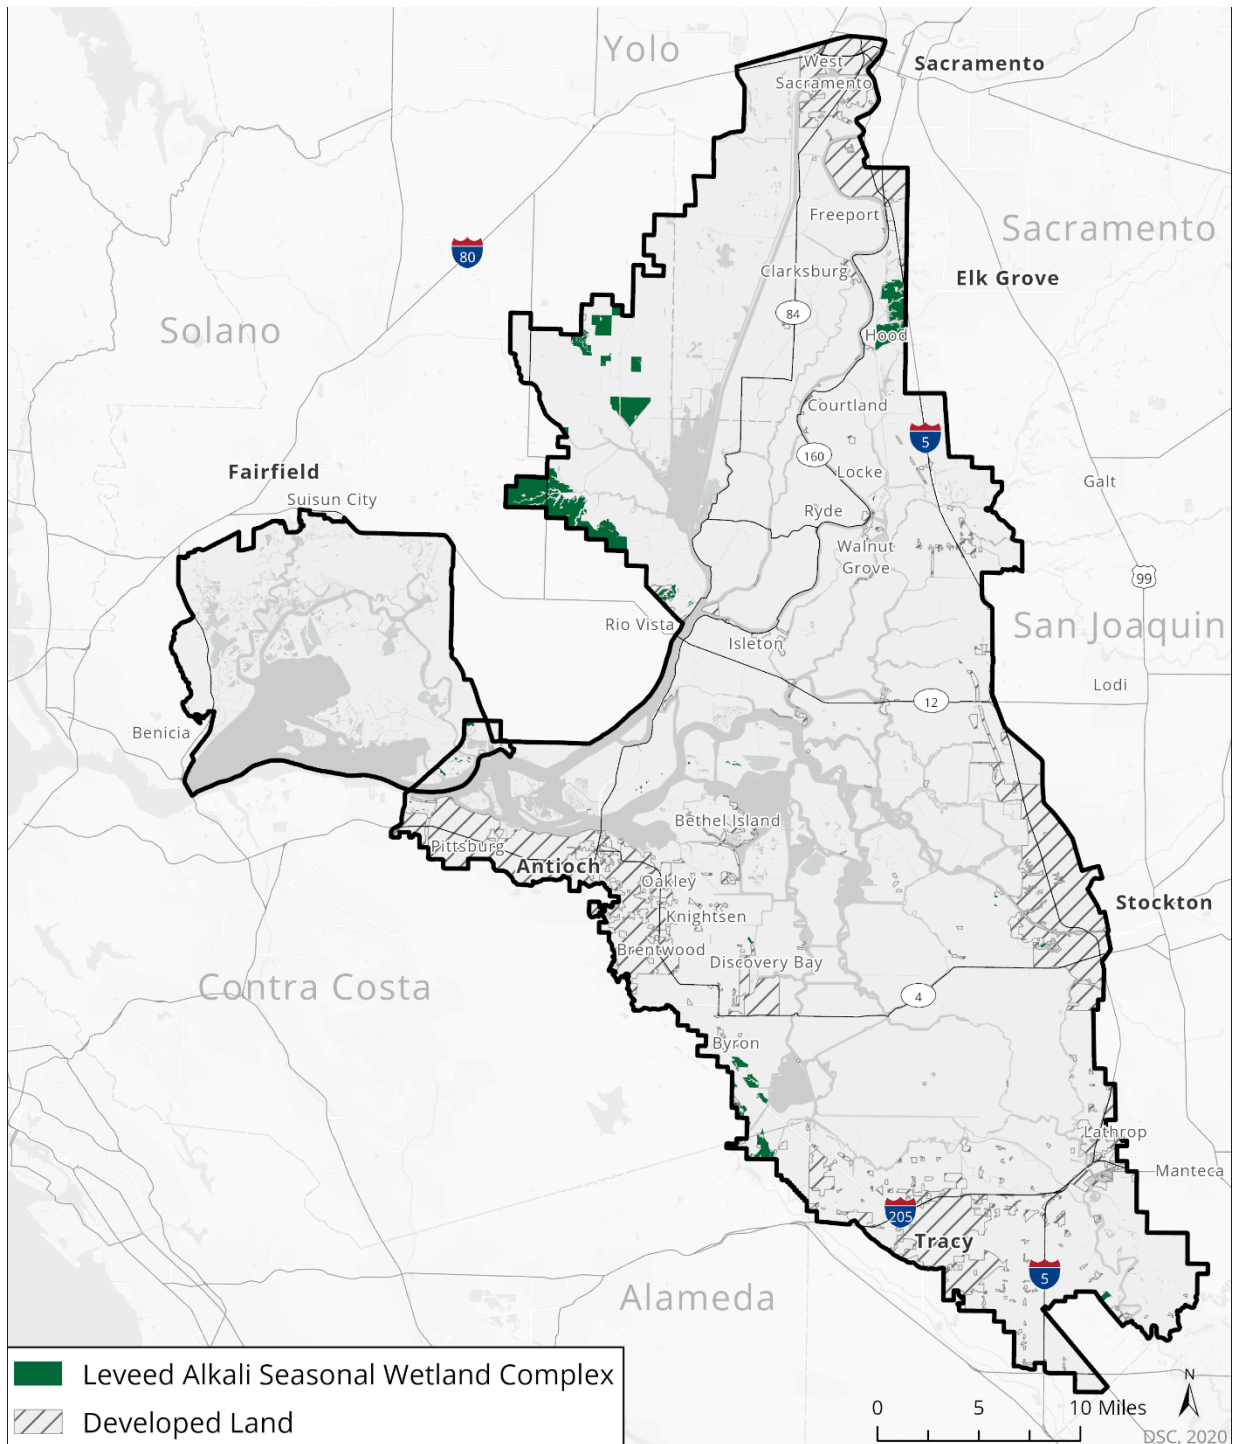 Yolo
West
Sacramento
Sacramento
Freeport
Sacramento
80
Clarksburg
Elk Grove
84
Solano
Hood
Courtland
5
160
Fairfield
Locke
Galt
Suisun City
Ryde
Walnut
Grove
99
Rio Vista
San Joaquin
Isleton
Lodi
12
Benicia
Bethel Island
Pittsburg
Antioch
Oakley
Stockton
Knightsen
Brentwood
Discovery Bay
Contra Costa
4
Byron
Lathrop
Manteca
205
Tracy
5
Alameda
Leveed Alkali Seasonal Wetland Complex
Developed Land
0 5 10 Miles
N
DSC, 2020